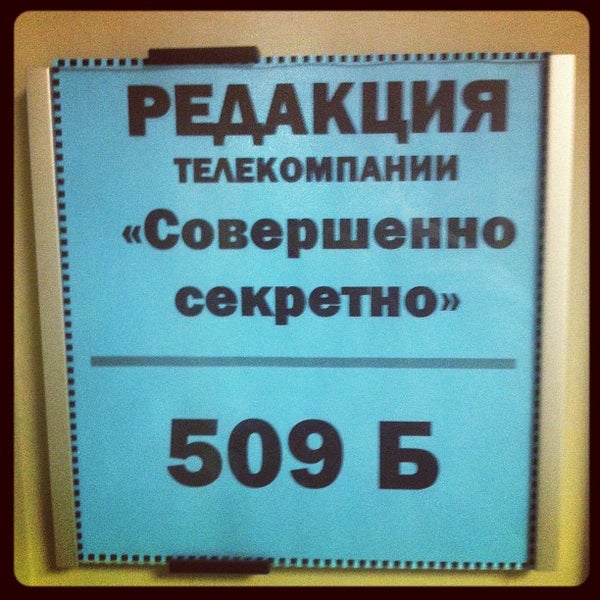 РЕДАКЦИЯ
ТЕЛЕКОМПАНИИ
«Совершенно
секретно»
509 Б